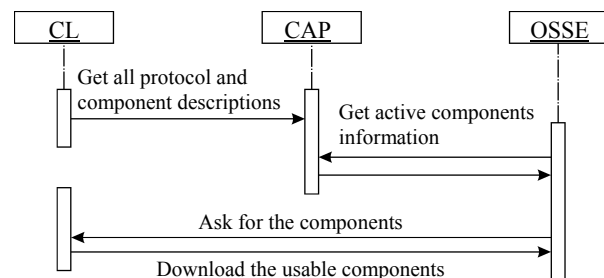 CL
CAP
OSSE
Get all protocol and
component descriptions
Get active components
information
Ask for the components
Download the usable components